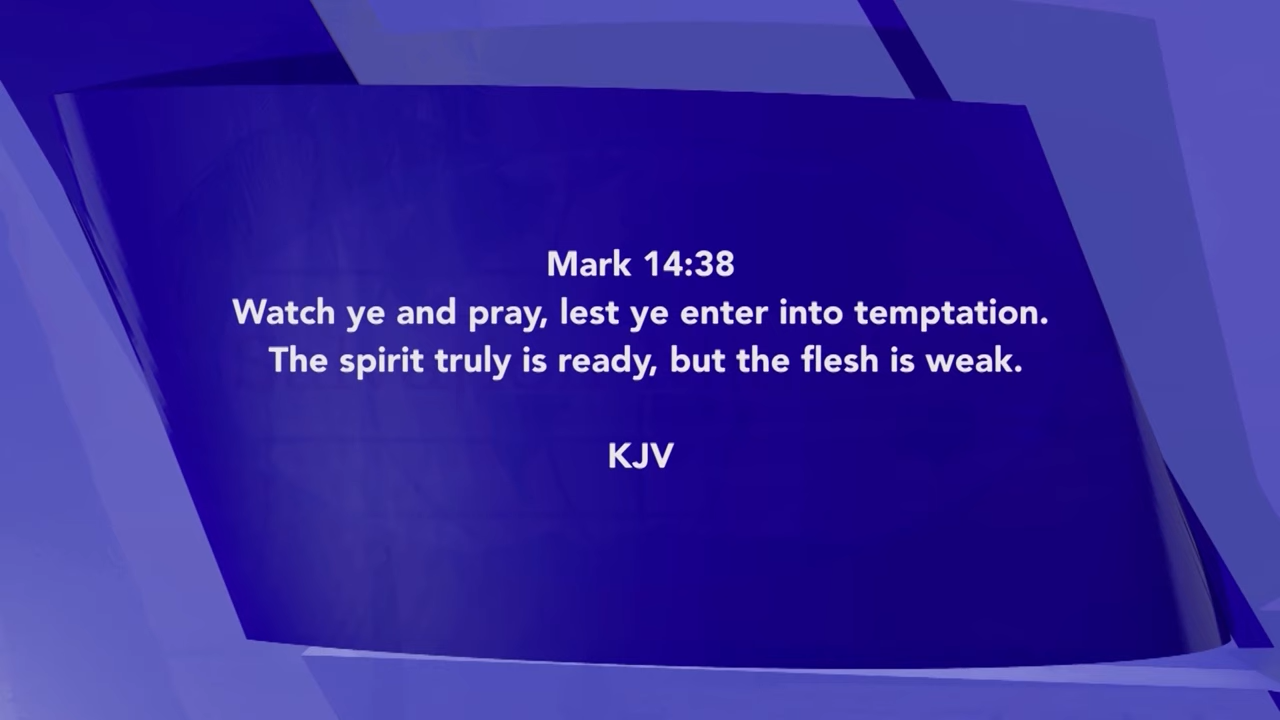 Mark 14:38
Watch ye and pray, lest ye enter into temptation.
The spirit truly is ready, but the flesh is weak.
KJV